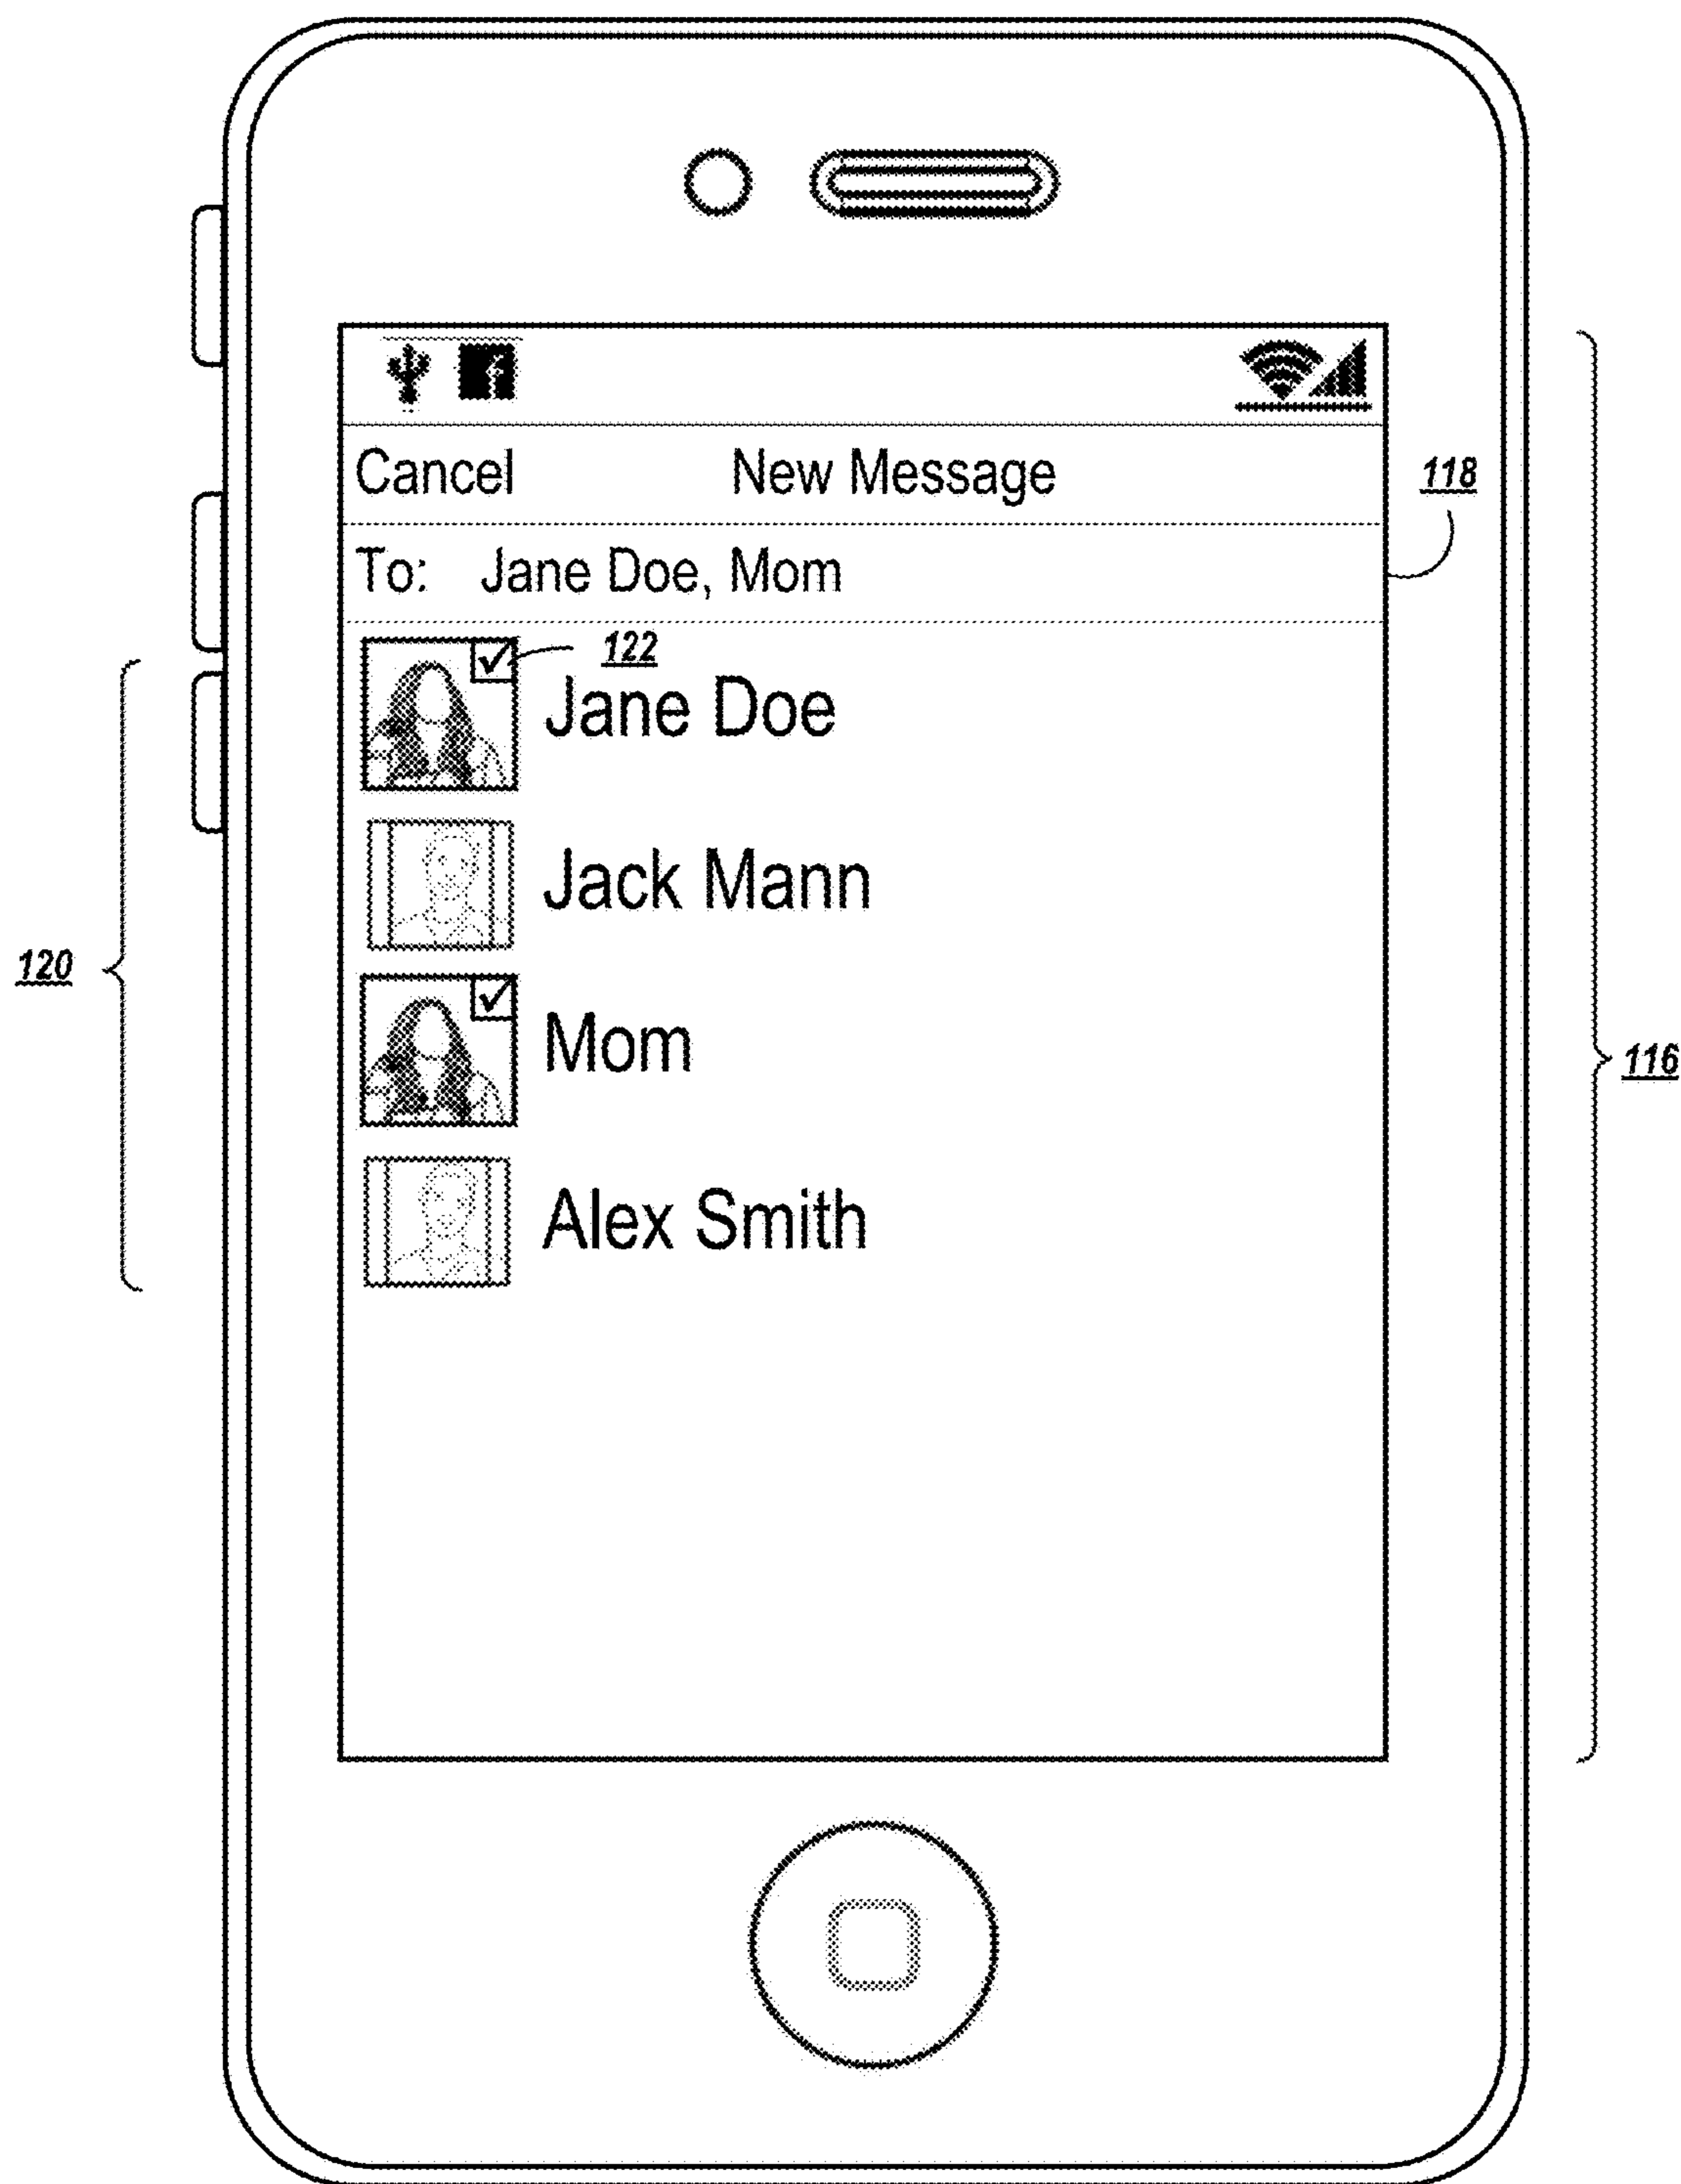 Cancel New Message
118
To: Jane Doe, Mom
122
Jane Doe
Jack Mann
120
Mom
116
Alex Smith